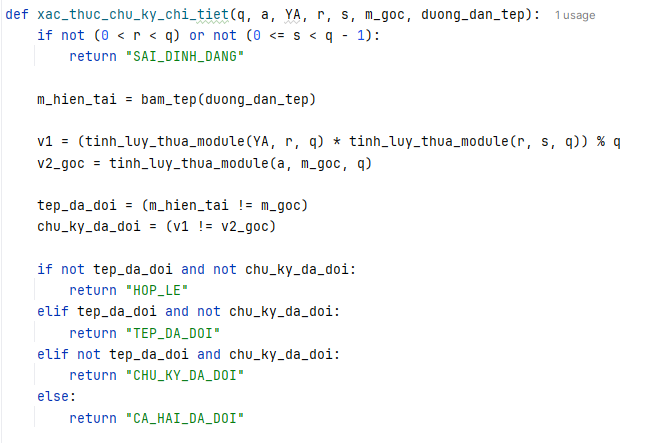 def xac_thuc_chu_ky_chi_tiet(q, a, YA, r, s, m_goc, duong_dan_tep): 1 usage
    if not (0 < r < q) or not (0 <= s < q - 1):
        return "SAI_DINH_DANG"

    m_hien_tai = bam_tep(duong_dan_tep)

    v1 = (tinh_luy_thua_module(YA, r, q) * tinh_luy_thua_module(r, s, q)) % q
    v2_goc = tinh_luy_thua_module(a, m_goc, q)

    tep_da_doi = (m_hien_tai != m_goc)
    chu_ky_da_doi = (v1 != v2_goc)

    if not tep_da_doi and not chu_ky_da_doi:
        return "HOP_LE"
    elif tep_da_doi and not chu_ky_da_doi:
        return "TEP_DA_DOI"
    elif not tep_da_doi and chu_ky_da_doi:
        return "CHU_KY_DA_DOI"
    else:
        return "CA_HAI_DA_DOI"